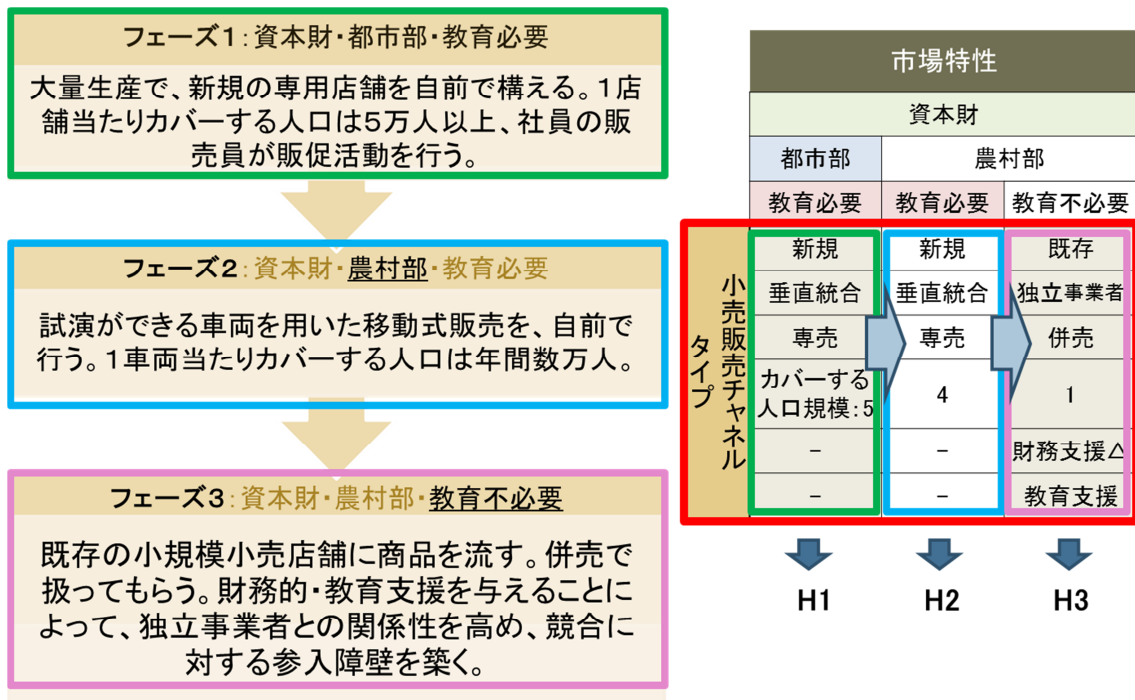 フェーズ1:資本財・都市部・教育必要
大量生産で、新規の専用店舗を自前で構える。1店
舗当たりカバーする人口は5万人以上、社員の販
売員が販促活動を行う。
フェーズ2:資本財・農村部・教育必要
試演ができる車両を用いた移動式販売を、自前で
行う。1車両当たりカバーする人口は年間数万人。
フェーズ3:資本財・農村部・教育不必要
既存の小規模小売店舗に商品を流す。併売で
扱ってもらう。財務的・教育支援を与えることに
よって、独立事業者との関係性を高め、競合に
対する参入障壁を築く。
市場特性
資本財
都市部 農村部
教育必要 教育必要 教育不必要
小売販売チャネル
タイプ
新規 新規 既存
垂直統合 垂直統合 独立事業者
専売 専売 併売
カバーする
人口規模:5 4 1
- - 財務支援△
- - 教育支援
H1 H2 H3